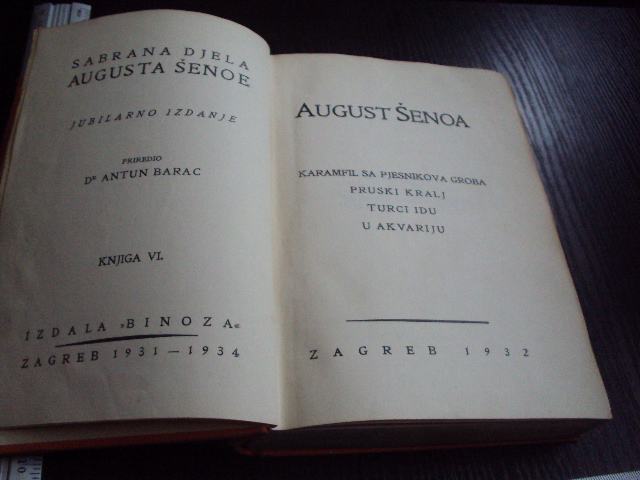 SABRANA DJELA
AUGUSTA ŠENOE
JUBILARNO IZDANJE
PRIREDIO
Dr ANTUN BARAC
KNJIGA VI.
IZDALA »BINOZA«
ZAGREB 1931 — 1934
AUGUST ŠENOA
KARAMFIL SA PJESNIKOVA GROBA
PRUSKI KRALJ
TURCI IDU
U AKVARIJU
ZAGREB 1932